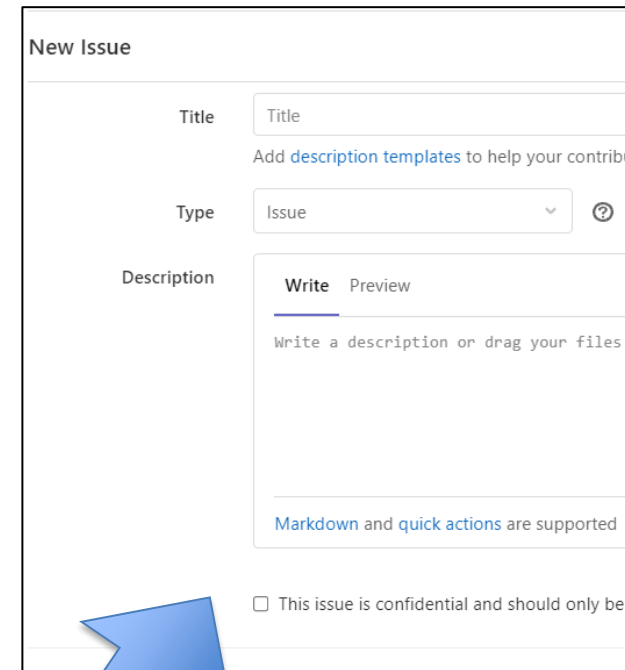 New Issue
Title Title
Add description templates to help your contrib
Type Issue
Description Write Preview
Write a description or drag your files
Markdown and quick actions are supported
This issue is confidential and should only be